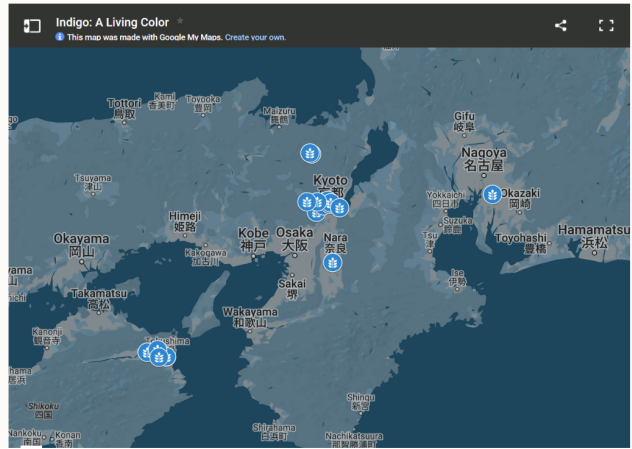 Indigo: A Living Color
This map was made with Google My Maps. Create your own.
Tottori
鳥取
Kami
香美町
Toyooka
豊岡
Maizuru
舞鶴
Gifu
岐阜
Nagoya
名古屋
Tsuyama
津山
Kyoto
京都
Yokkaichi
四日市
Okazaki
岡崎
Himeji
姫路
Suzuka
鈴鹿
Okayama
岡山
Kobe
神戸
Osaka
大阪
Nara
奈良
Tsu
津
Toyohashi
豊橋
Hamamatsu
浜松
Kakogawa
加古川
Ise
伊勢
Takamatsu
高松
Sakai
堺
Wakayama
和歌山
Kanonji
観音寺
Shikoku
四国
Shingu
新宮
Shirahama
白浜町
Nachikatsuura
那智勝浦町
Nankoku
南国
Konan
香南